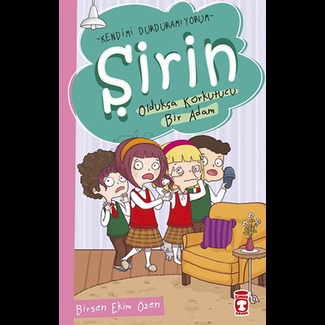 -KENDİMİ DURDURAMIYORUM-
Şirin
Oldukça Korkutucu
Bir Adam
Birsen Ekim Özen